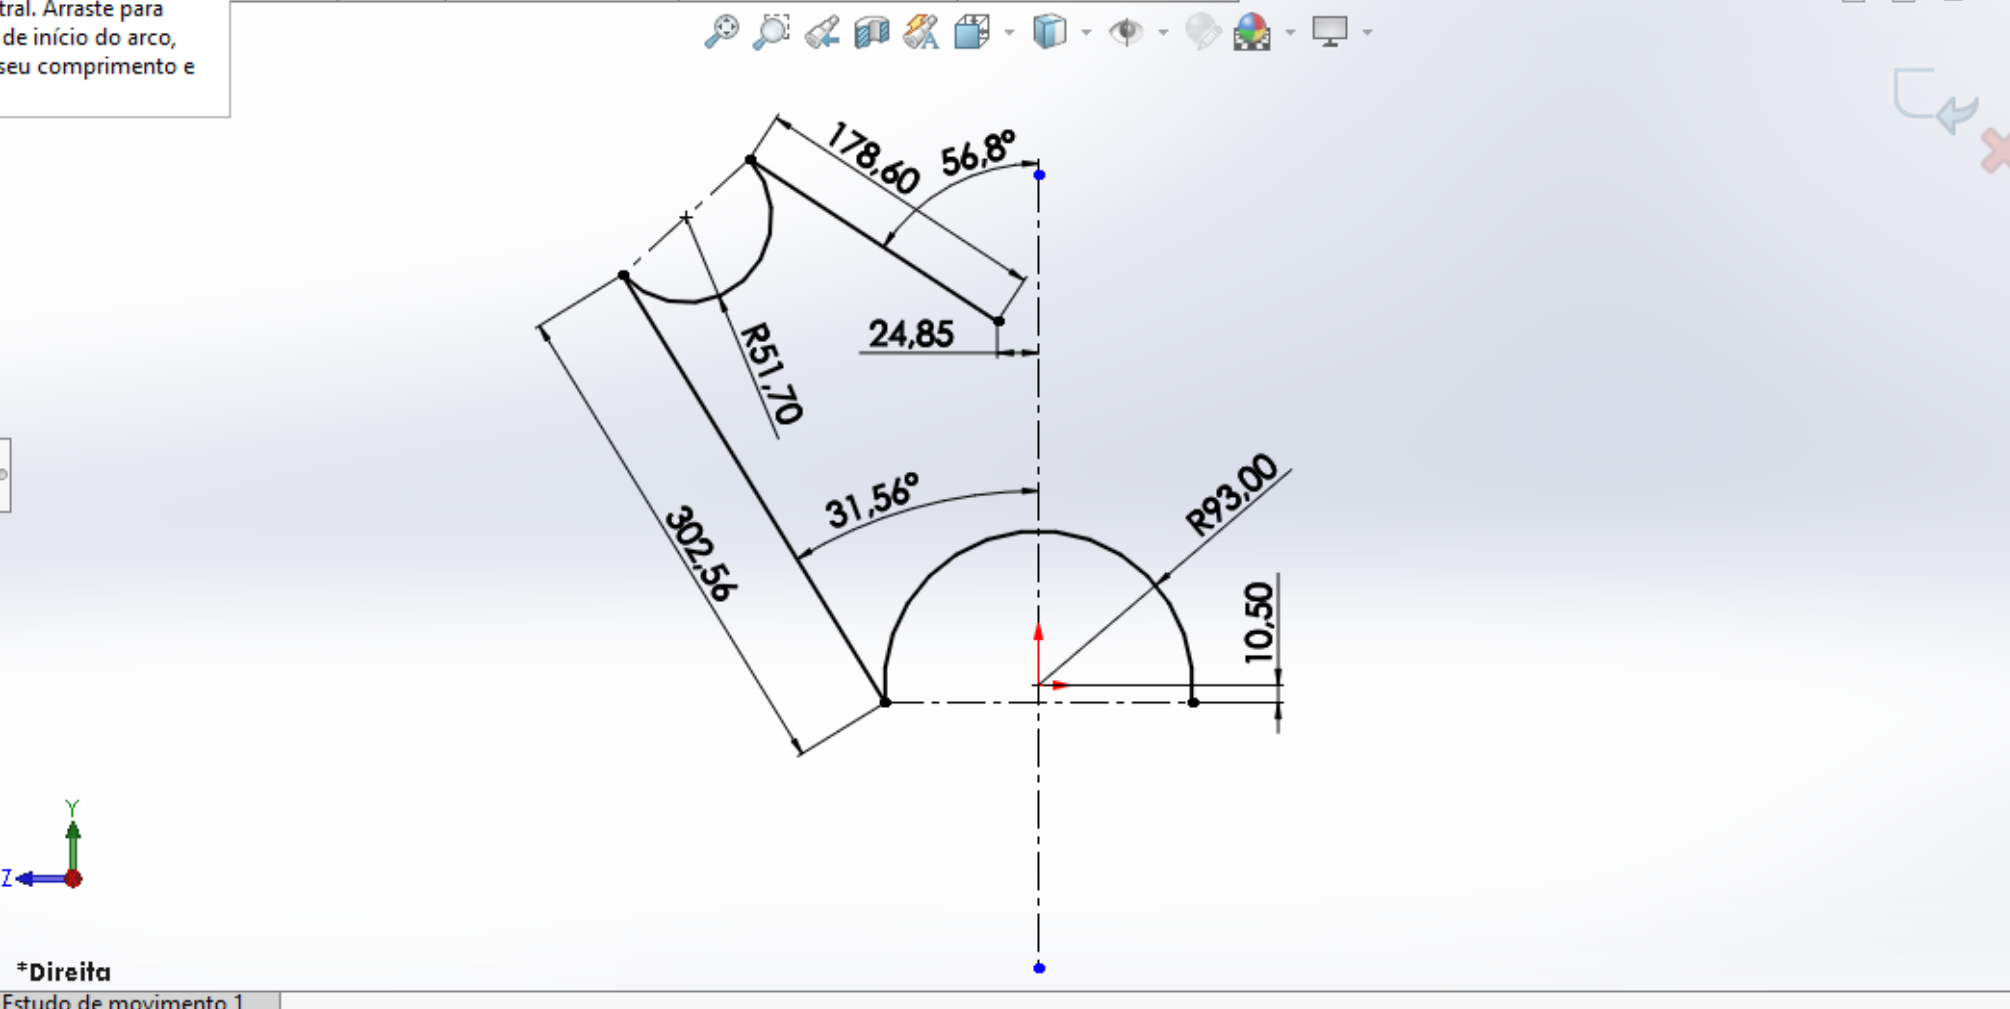 tral. Arraste para
de início do arco,
seu comprimento e
178,60
56,8°
24,85
R51,70
31,56°
302,56
R93,00
10,50
Y
Z
*Direita
Estudo de movimento 1